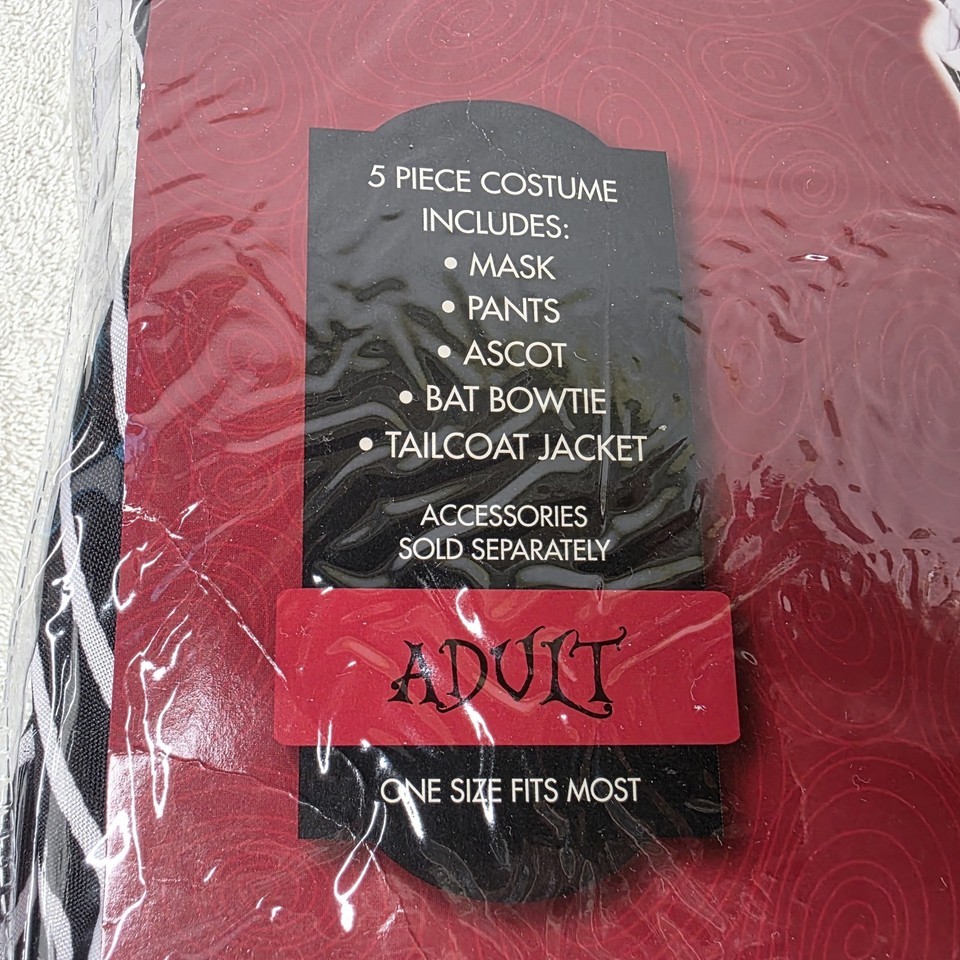 5 PIECE COSTUME
INCLUDES:
• MASK
• PANTS
• ASCOT
• BAT BOWTIE
• TAILCOAT JACKET
ACCESSORIES
SOLD SEPARATELY
ADULT
ONE SIZE FITS MOST